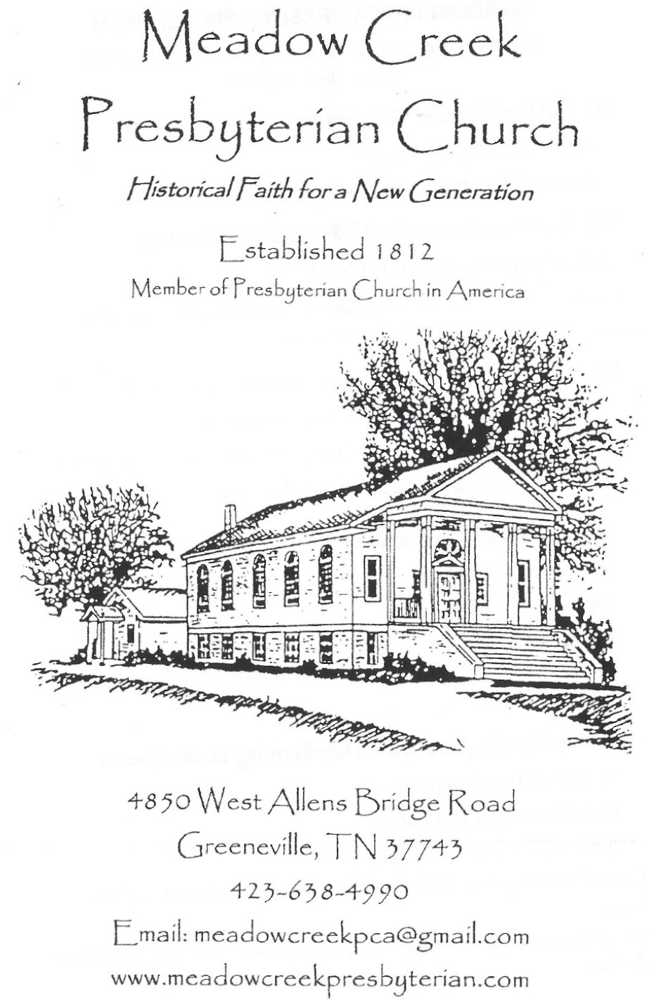 Meadow Creek
Presbyterian Church
Historical Faith for a New Generation
Established 1812
Member of Presbyterian Church in America
4850 West Allens Bridge Road
Greeneville, TN 37743
423-638-4990
Email: meadowcreekpca@gmail.com
www.meadowcreekpresbyterian.com